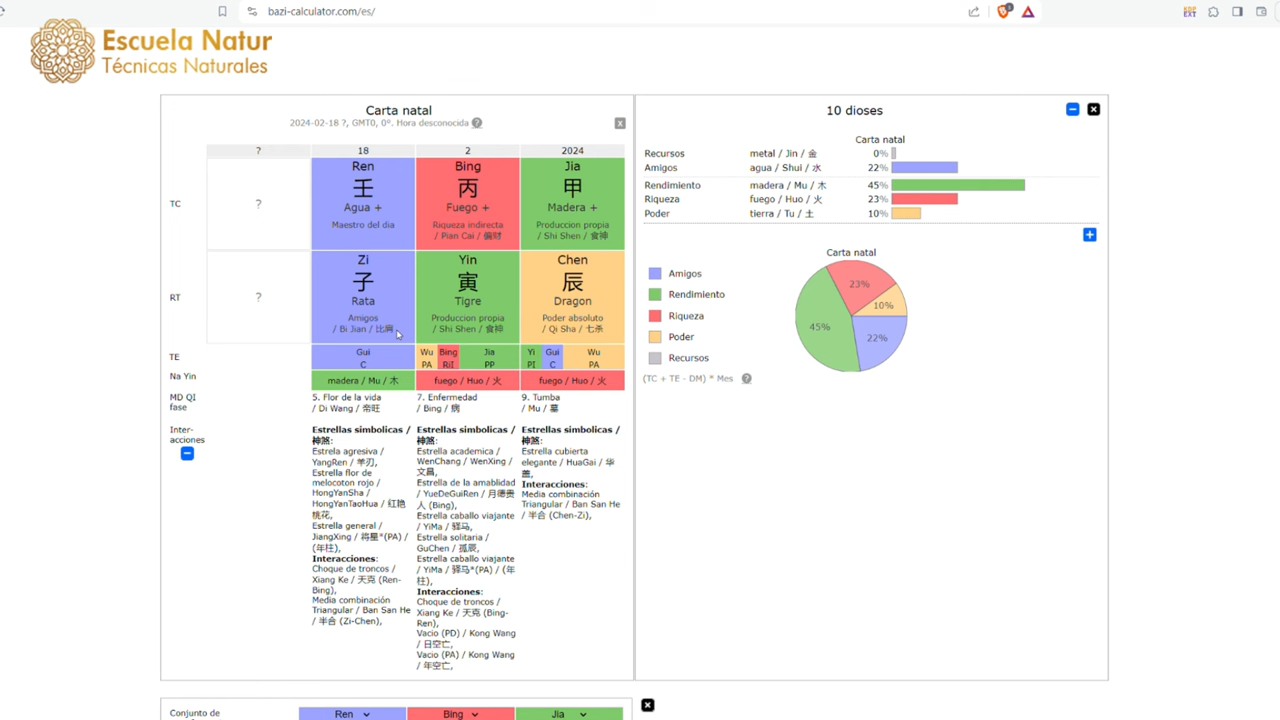 bazi-calculator.com/es/
Escuela Natur
Técnicas Naturales
Carta natal
2024-02-18 ?, GMT0, 0º. Hora desconocida ?
x
? 18 2 2024
TC
?
Ren
壬
Agua +
Maestro del dia
Bing
丙
Fuego +
Riqueza indirecta
/ Pian Cai / 偏财
Jia
甲
Madera +
Produccion propia
/ Shi Shen / 食神
RT
?
Zi
子
Rata
Amigos
/ Bi Jian / 比肩
Yin
寅
Tigre
Produccion propia
/ Shi Shen / 食神
Chen
辰
Dragon
Poder absoluto
/ Qi Sha / 七杀
TE
Gui
C
Wu
PA
Bing
RiI
Jia
PP
Yi
PI
Gui
C
Wu
PA
Na Yin
madera / Mu / 木
fuego / Huo / 火
fuego / Huo / 火
MD QI
fase
5. Flor de la vida
/ Di Wang / 帝旺
7. Enfermedad
/ Bing / 病
9. Tumba
/ Mu / 墓
Inter-
acciones
Estrellas simbolicas /
神煞:
Estrela agresiva /
YangRen / 羊刃,
Estrella flor de
melocoton rojo /
HongYanSha /
HongYanTaoHua / 红艳
桃花,
Estrella general /
JiangXing / 将星*(PA) /
(年柱),
Interacciones:
Choque de troncos /
Xiang Ke / 天克 (Ren-
Bing),
Media combinación
Triangular / Ban San He
/ 半合 (Zi-Chen),
Estrellas simbolicas /
神煞:
Estrella academica /
WenChang / WenXing /
文昌,
Estrella de la amablidad
/ YueDeGuiRen / 月德贵
人 (Bing),
Estrella caballo viajante
/ YiMa / 驿马,
Estrella solitaria /
GuChen / 孤辰,
Estrella caballo viajante
/ YiMa / 驿马*(PA) / (年
柱),
Interacciones:
Choque de troncos /
Xiang Ke / 天克 (Bing-
Ren),
Vacio (PD) / Kong Wang
/ 日空亡,
Vacio (PA) / Kong Wang
/ 年空亡,
Estrellas simbolicas /
神煞:
Estrella cubierta
elegante / HuaGai / 华
盖,
Interacciones:
Media combinación
Triangular / Ban San He
/ 半合 (Chen-Zi),
10 dioses
Carta natal
Recursos metal / Jin / 金 0%
Amigos agua / Shui / 水 22%
Rendimiento madera / Mu / 木 45%
Riqueza fuego / Huo / 火 23%
Poder tierra / Tu / 土 10%
Carta natal
Amigos
Rendimiento
Riqueza
Poder
Recursos
23%
10%
45%
22%
(TC + TE - DM) * Mes ?
Conjunto de
Ren
Bing
Jia